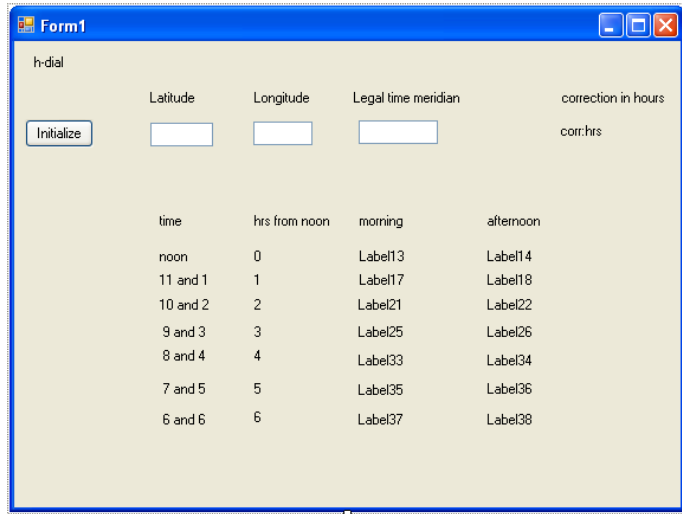 Form1
h-dial
Latitude Longitude Legal time meridian correction in hours
Initialize corr:hrs
time hrs from noon morning afternoon
noon 0 Label13 Label14
11 and 1 1 Label17 Label18
10 and 2 2 Label21 Label22
9 and 3 3 Label25 Label26
8 and 4 4 Label33 Label34
7 and 5 5 Label35 Label36
6 and 6 6 Label37 Label38